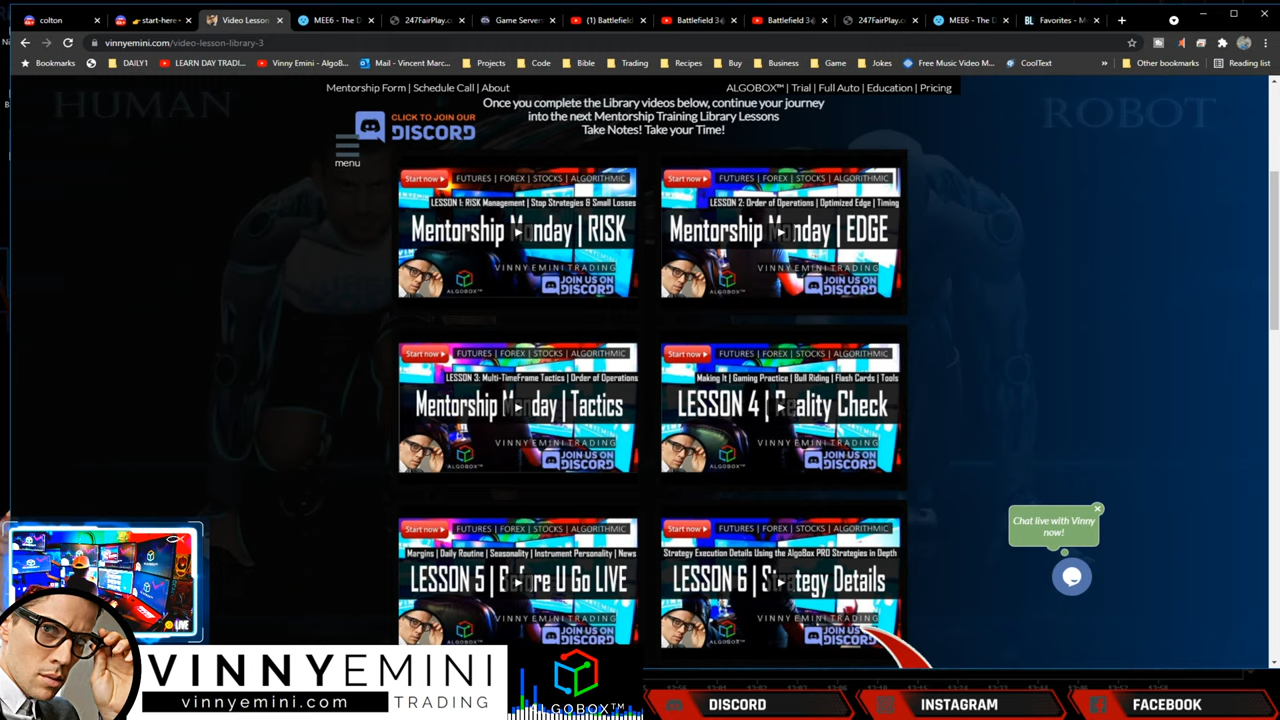 colton
👉 start-here •
Video Lesson
MEE6 - The D
247FairPlay.c
Game Servers
(1) Battlefield
Battlefield 3
Battlefield 3
247FairPlay.c
MEE6 - The D
Favorites - M
vinnyemini.com/video-lesson-library-3
Bookmarks
DAILY1
LEARN DAY TRADI...
Vinny Emini - AlgoB...
Mail - Vincent Marc...
Projects
Code
Bible
Trading
Recipes
Buy
Business
Game
Jokes
Free Music Video M...
CoolText
»
Other bookmarks
Reading list
HUMAN
ROBOT
Mentorship Form | Schedule Call | About
ALGOBOX™ | Trial | Full Auto | Education | Pricing
Once you complete the Library videos below, continue your journey
into the next Mentorship Training Library Lessons
Take Notes! Take your Time!
CLICK TO JOIN OUR
DISCORD
menu
Start now
FUTURES | FOREX | STOCKS | ALGORITHMIC
LESSON 1: RISK Management | Stop Strategies & Small Losses
Mentorship Monday | RISK
VINNY EMINI TRADING
ALGOBOX™
JOIN US ON
DISCORD
Start now
FUTURES | FOREX | STOCKS | ALGORITHMIC
LESSON 2: Order of Operations | Optimized Edge | Timing
Mentorship Monday | EDGE
VINNY EMINI TRADING
ALGOBOX™
JOIN US ON
DISCORD
Start now
FUTURES | FOREX | STOCKS | ALGORITHMIC
LESSON 3: Multi-TimeFrame Tactics | Order of Operations
Mentorship Monday | Tactics
VINNY EMINI TRADING
ALGOBOX™
JOIN US ON
DISCORD
Start now
FUTURES | FOREX | STOCKS | ALGORITHMIC
Making It | Gaming Practice | Bull Riding | Flash Cards | Tools
LESSON 4 | Reality Check
VINNY EMINI TRADING
ALGOBOX™
JOIN US ON
DISCORD
Start now
FUTURES | FOREX | STOCKS | ALGORITHMIC
Margins | Daily Routine | Seasonality | Instrument Personality | News
LESSON 5 | Before U Go LIVE
VINNY EMINI TRADING
ALGOBOX™
JOIN US ON
DISCORD
Start now
FUTURES | FOREX | STOCKS | ALGORITHMIC
Strategy Execution Details Using the AlgoBox PRO Strategies in Depth
LESSON 6 | Strategy Details
VINNY EMINI TRADING
ALGOBOX™
JOIN US ON
DISCORD
Chat live with Vinny
now!
LIVE
VINNYEMINI
vinnyemini.com
TRADING
ALGOBOX™
DISCORD
INSTAGRAM
FACEBOOK